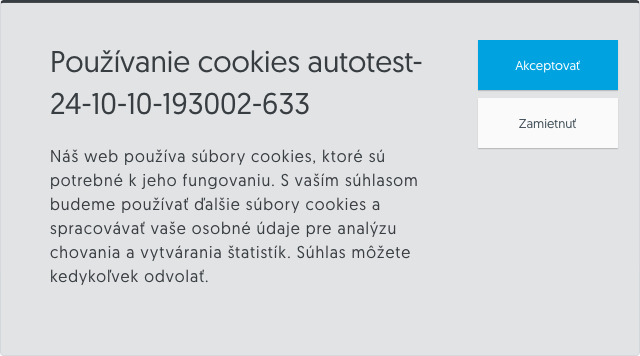 Používanie cookies autotest-
24-10-10-193002-633
Náš web používa súbory cookies, ktoré sú
potrebné k jeho fungovaniu. S vaším súhlasom
budeme používať ďalšie súbory cookies a
spracovávať vaše osobné údaje pre analýzu
chovania a vytvárania štatistík. Súhlas môžete
kedykoľvek odvolať.
Akceptovať
Zamietnuť